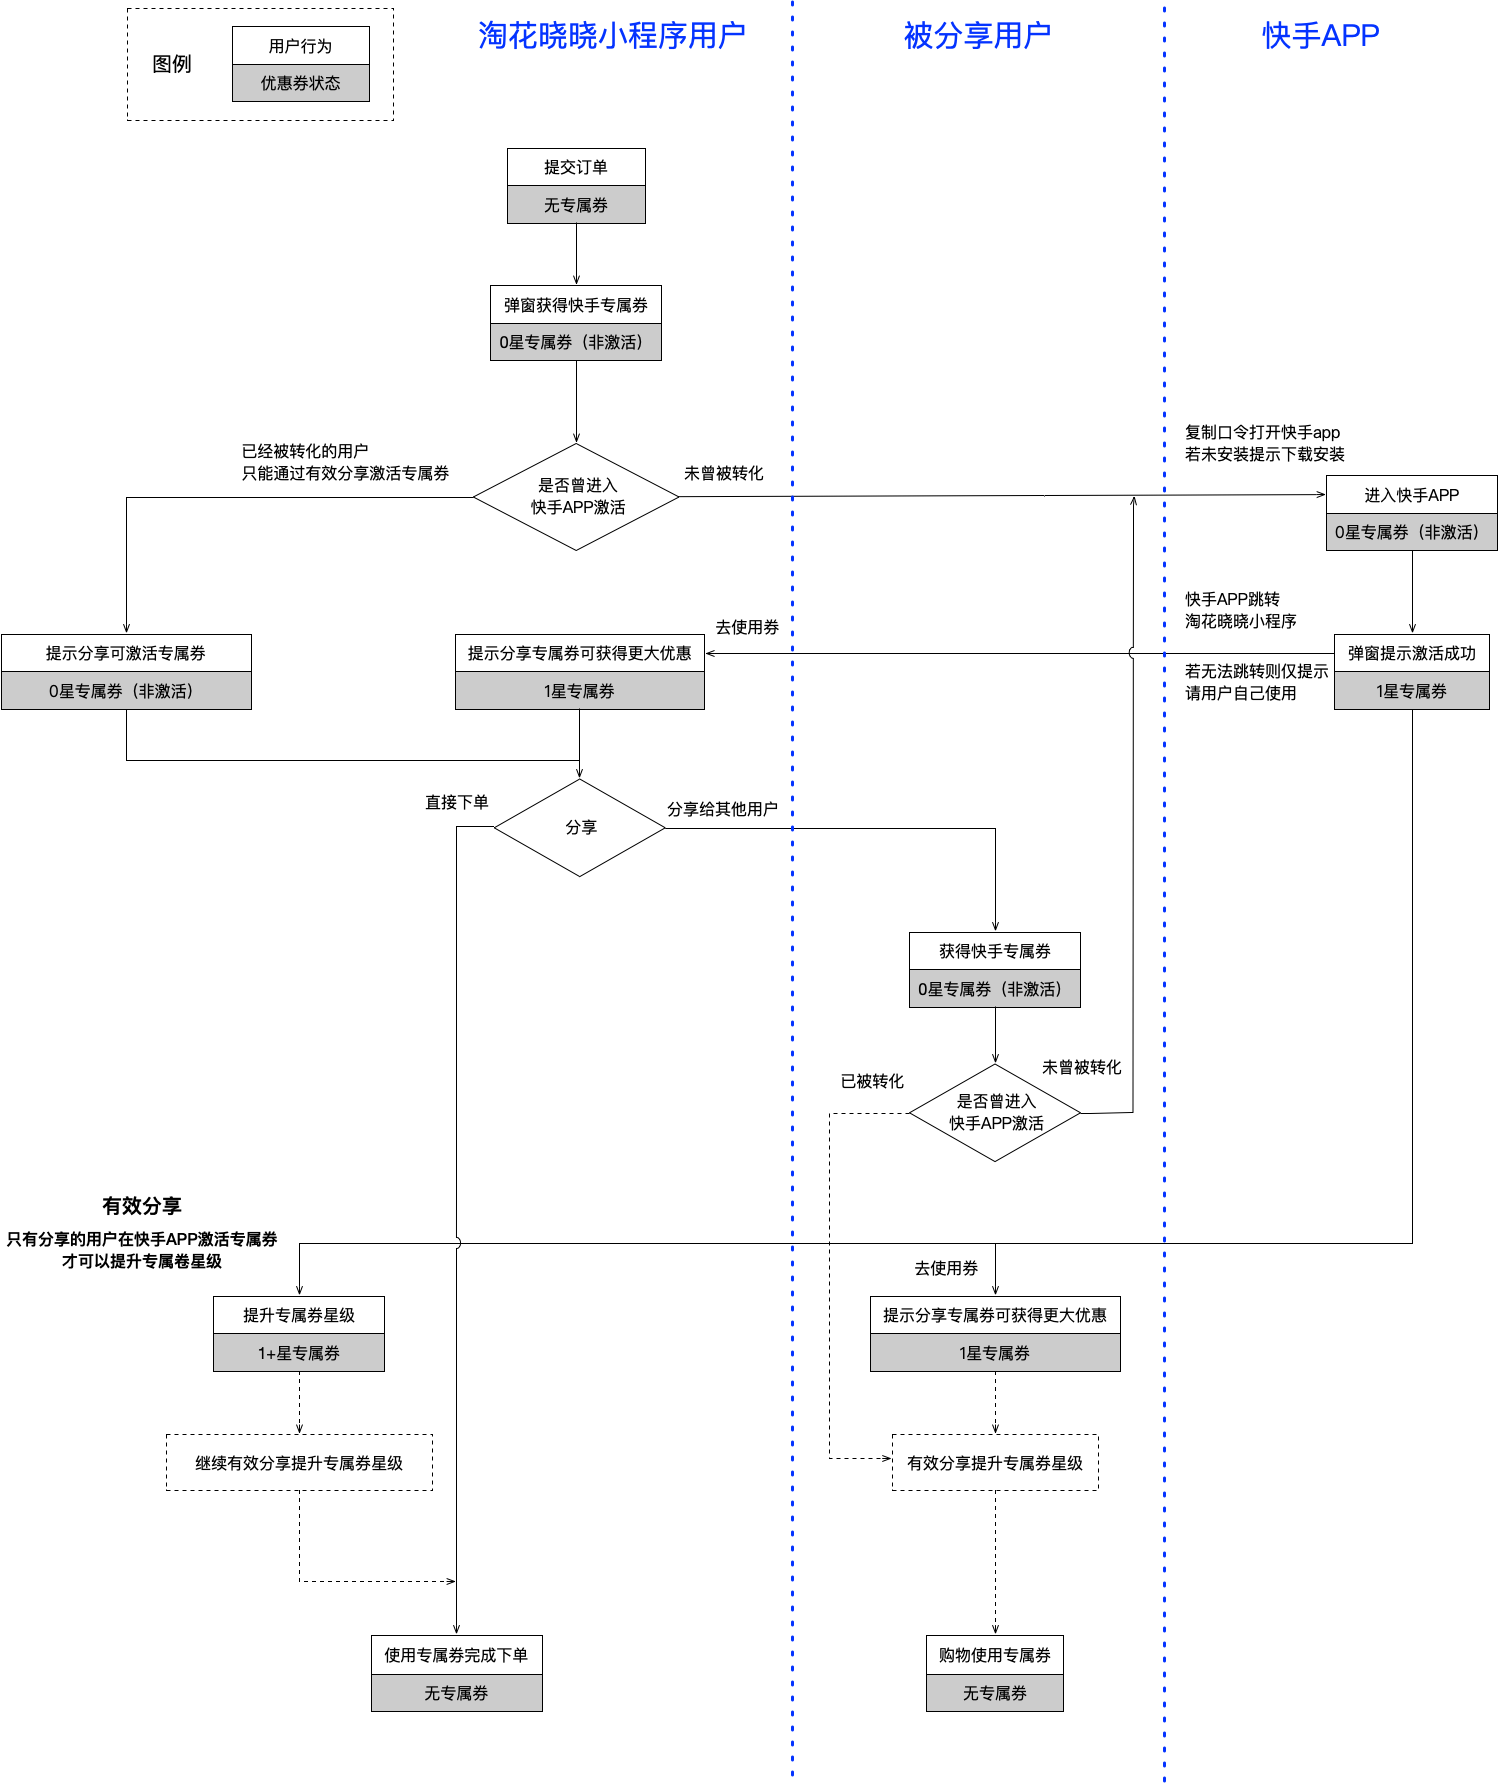 淘花晓晓小程序用户
被分享用户
快手APP
图例
用户行为
优惠券状态
提交订单
无专属券
弹窗获得快手专属券
0星专属券（非激活）
已经被转化的用户
只能通过有效分享激活专属券
是否曾进入
快手APP激活
未曾被转化
复制口令打开快手app
若未安装提示下载安装
进入快手APP
0星专属券（非激活）
快手APP跳转
淘花晓晓小程序
提示分享可激活专属券
0星专属券（非激活）
提示分享专属券可获得更大优惠
1星专属券
去使用券
弹窗提示激活成功
1星专属券
若无法跳转则仅提示
请用户自己使用
直接下单
分享
分享给其他用户
获得快手专属券
0星专属券（非激活）
已被转化
是否曾进入
快手APP激活
未曾被转化
有效分享
只有分享的用户在快手APP激活专属券
才可以提升专属卷星级
去使用券
提升专属券星级
1+星专属券
提示分享专属券可获得更大优惠
1星专属券
继续有效分享提升专属券星级
有效分享提升专属券星级
使用专属券完成下单
无专属券
购物使用专属券
无专属券